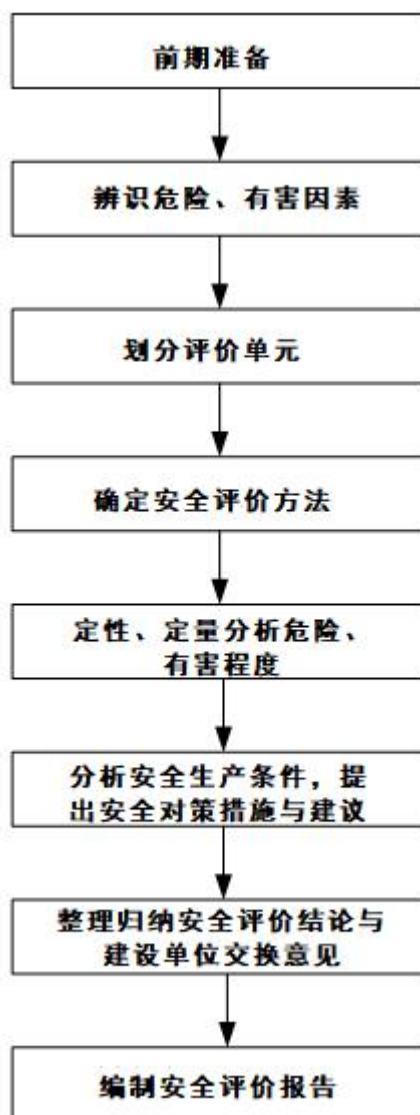 前期准备
辨识危险、有害因素
划分评价单元
确定安全评价方法
定性、定量分析危险、
有害程度
分析安全生产条件，提
出安全对策措施与建议
整理归纳安全评价结论与
建设单位交换意见
编制安全评价报告